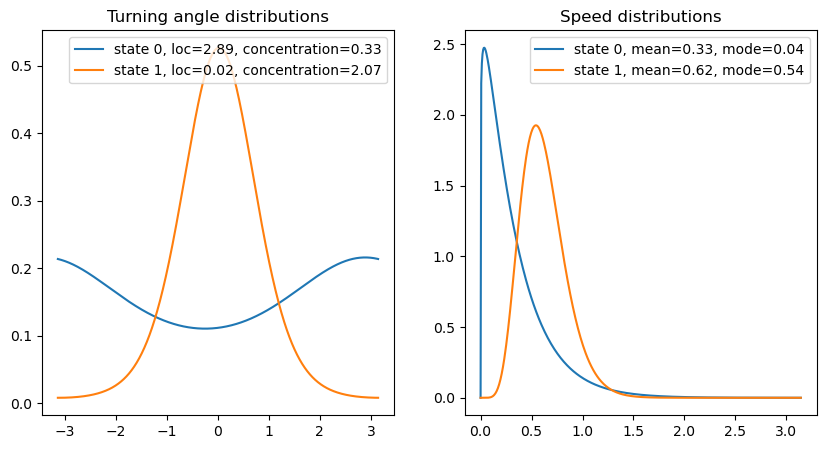 Turning angle distributions
state 0, loc=2.89, concentration=0.33
state 1, loc=0.02, concentration=2.07
0.5
0.4
0.3
0.2
0.1
0.0
−3 −2 −1 0 1 2 3
Speed distributions
state 0, mean=0.33, mode=0.04
state 1, mean=0.62, mode=0.54
2.5
2.0
1.5
1.0
0.5
0.0
0.0 0.5 1.0 1.5 2.0 2.5 3.0